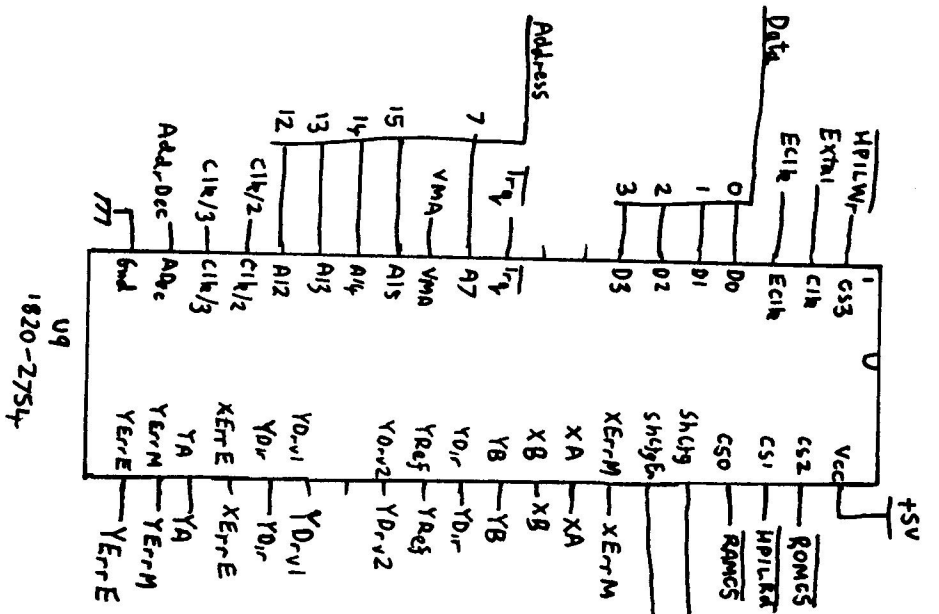 +5V
HPILWr 1 CS3 Vcc
Extal Clk CS2 ROMCS
EClk EClk CS1 HPILRd
Data
0 D0 CS0 RAMCS
1 D1 ShChg
2 D2 ShChgEn
3 D3 XErrM XErrM
XA XA
XB XB
Irq Irq YB YB
Address
7 A7 YDir YDir
VMA VMA YRef YRef
15 A15 YDrv2 YDrv2
14 A14
13 A13 YDrv1 YDrv1
12 A12 YDir YDir
Clk/2 Clk/2 XErrE XErrE
Clk/3 Clk/3 YA YA
AddrDec ADec YErrM YErrM
Gnd YErrE YErrE
U9
1820-2754